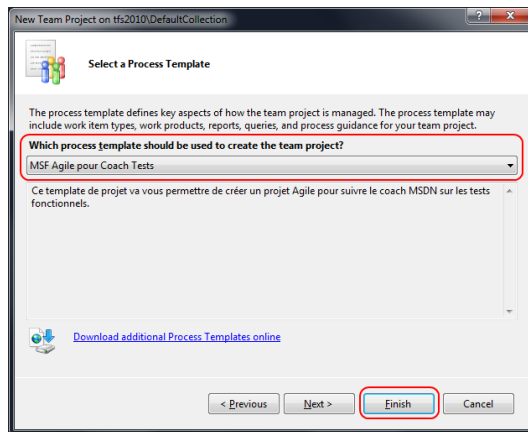 New Team Project on tfs2010\DefaultCollection
Select a Process Template
The process template defines key aspects of how the team project is managed. The process template may
include work item types, work products, reports, queries, and process guidance for your team project.
Which process template should be used to create the team project?
MSF Agile pour Coach Tests
Ce template de projet va vous permettre de créer un projet Agile pour suivre le coach MSDN sur les tests
fonctionnels.
Download additional Process Templates online
< Previous Next > Finish Cancel